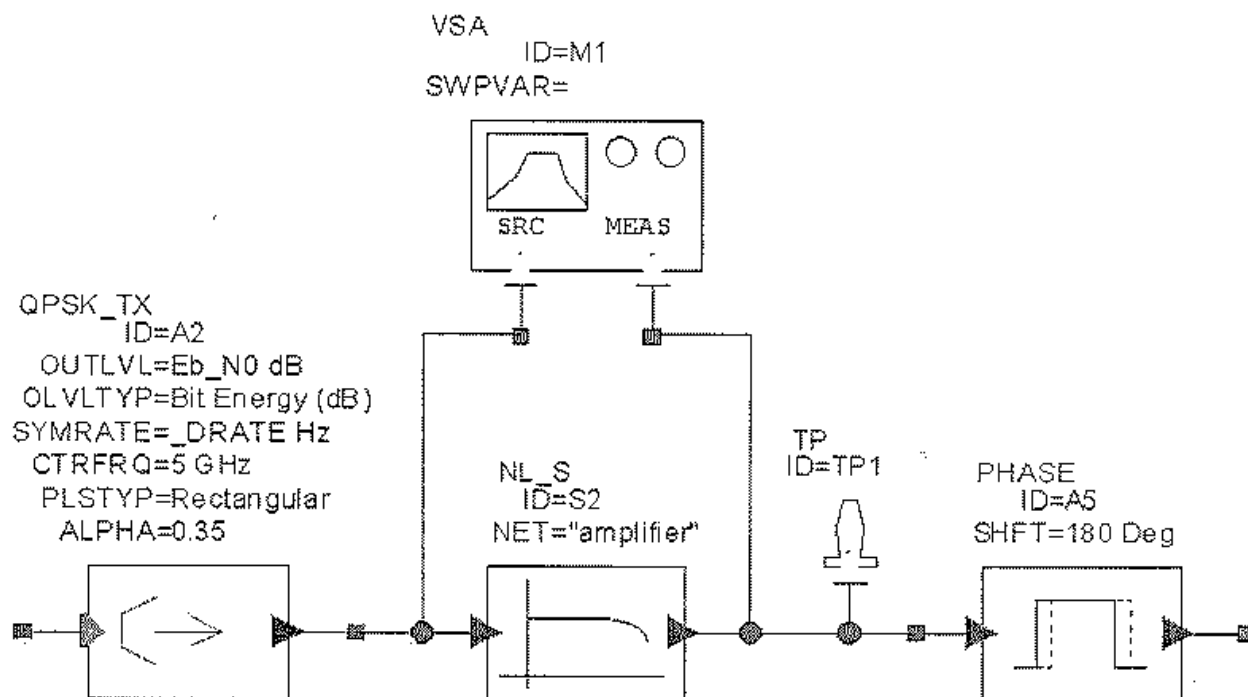 VSA
ID=M1
SWPVAR=
SRC MEAS
QPSK_TX
ID=A2
OUTLVL=Eb_N0 dB
OLVLTYP=Bit Energy (dB)
SYMRATE=_DRATE Hz
CTRFRQ=5 GHz
PLSTYP=Rectangular
ALPHA=0.35
NL_S
ID=S2
NET="amplifier"
TP
ID=TP1
PHASE
ID=A5
SHFT=180 Deg